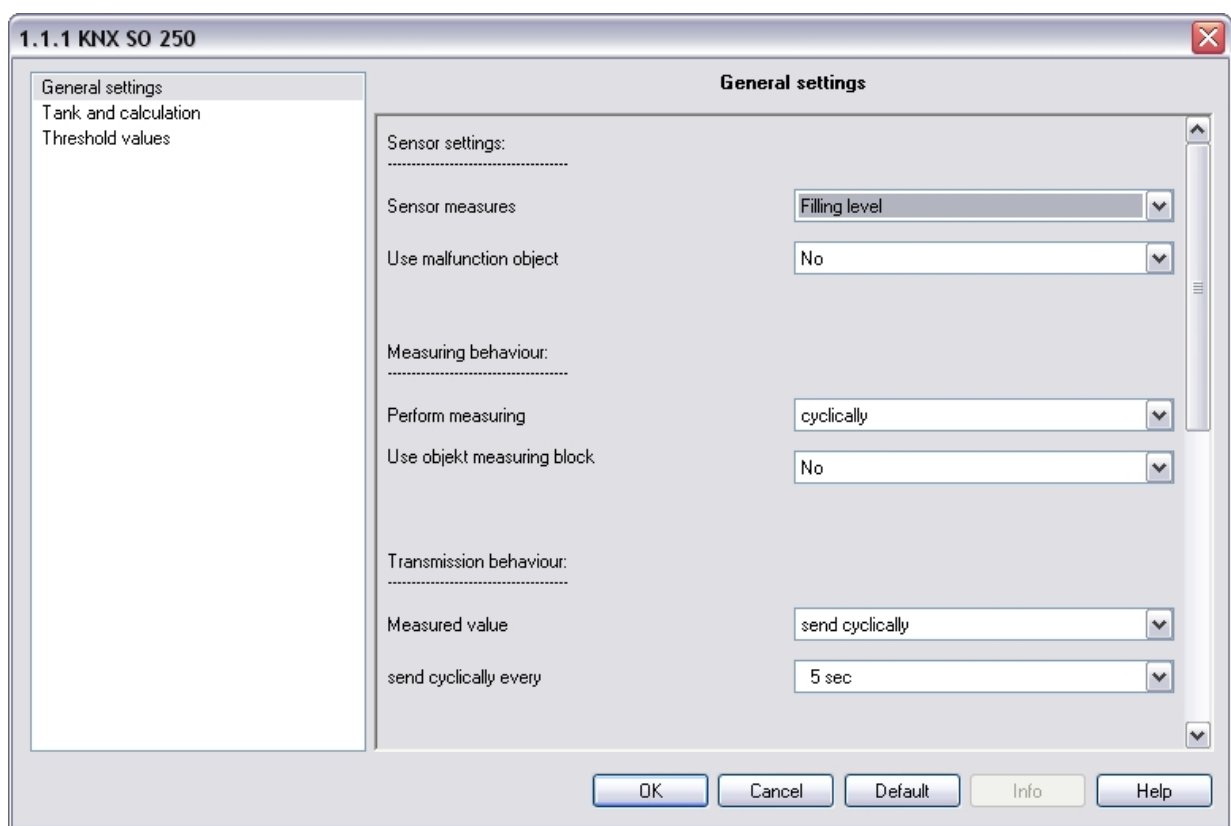 1.1.1 KNX SO 250
General settings
Tank and calculation
Threshold values
General settings
Sensor settings:
------------------------------------
Sensor measures Filling level
Use malfunction object No
Measuring behaviour:
------------------------------------
Perform measuring cyclically
Use objekt measuring block No
Transmission behaviour:
------------------------------------
Measured value send cyclically
send cyclically every 5 sec
OK Cancel Default Info Help